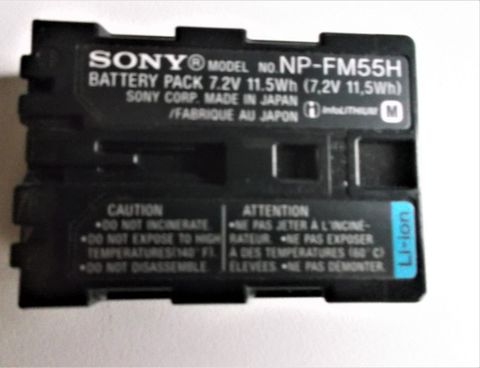 SONY® MODEL NO. NP-FM55H
BATTERY PACK 7.2V 11.5Wh (7,2V 11,5Wh)
SONY CORP. MADE IN JAPAN
/FABRIQUÉ AU JAPON
i InfoLITHIUM M
CAUTION
•DO NOT INCINERATE.
•DO NOT EXPOSE TO HIGH
TEMPERATURES(140°F).
•DO NOT DISASSEMBLE.
ATTENTION
•NE PAS JETER À L'INCINÉ-
RATEUR. •NE PAS EXPOSER
À DES TEMPÉRATURES (60°C)
ÉLEVÉES. •NE PAS DÉMONTER.
Li-ion